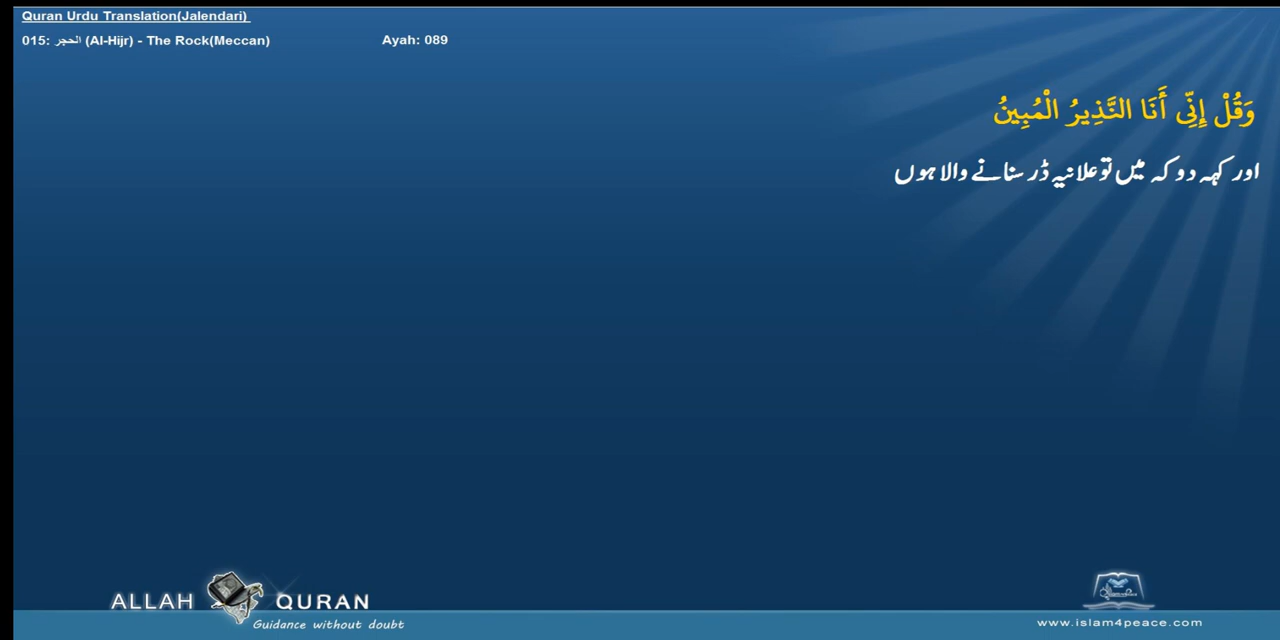 Quran Urdu Translation(Jalendari)
015: الحجر (Al-Hijr) - The Rock(Meccan) Ayah: 089
وَقُلْ إِنِّي أَنَا النَّذِيرُ الْمُبِينُ
اور کہہ دو کہ میں تو علانیہ ڈر سنانے والا ہوں
ALLAH QURAN
Guidance without doubt
www.islam4peace.com